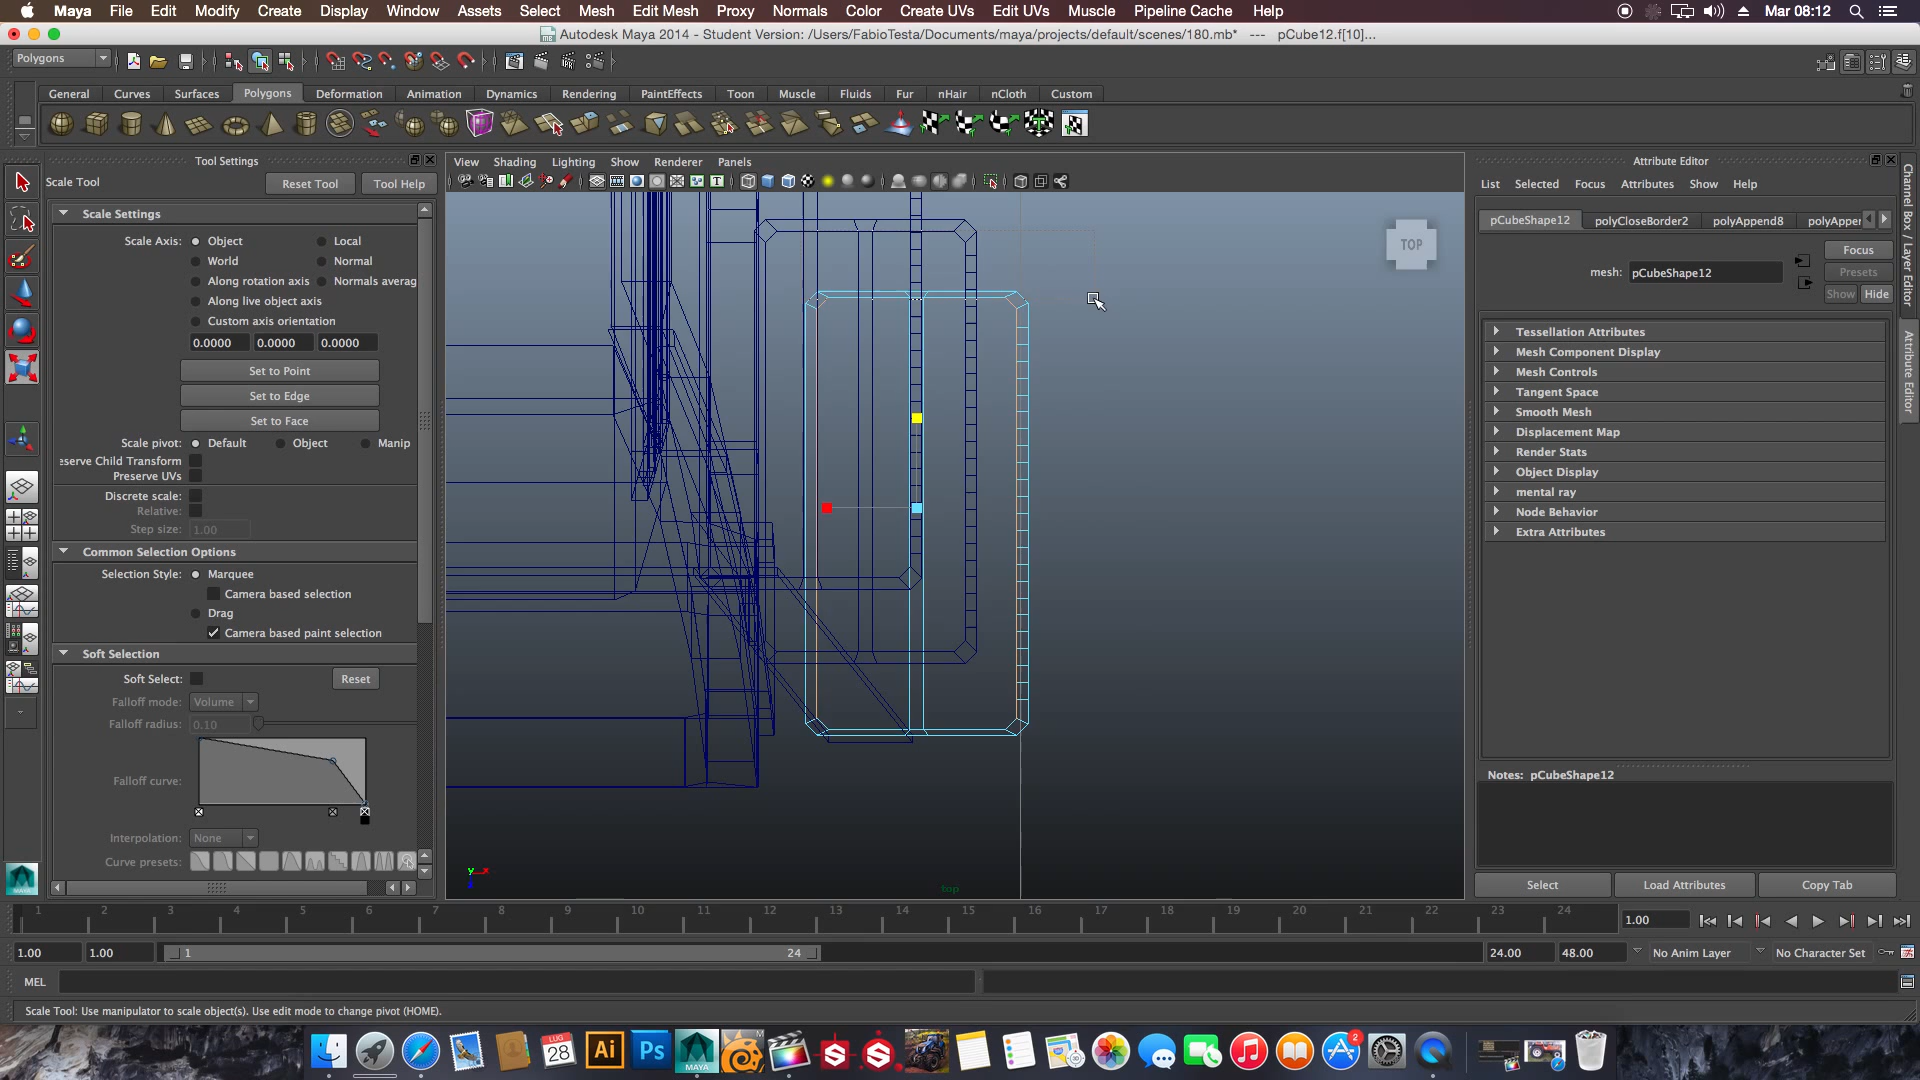 Maya File Edit Modify Create Display Window Assets Select Mesh Edit Mesh Proxy Normals Color Create UVs Edit UVs Muscle Pipeline Cache Help Mar 08:12
Autodesk Maya 2014 - Student Version: /Users/FabioTesta/Documents/maya/projects/default/scenes/180.mb* --- pCube12.f[10]...
Polygons
General Curves Surfaces Polygons Deformation Animation Dynamics Rendering PaintEffects Toon Muscle Fluids Fur nHair nCloth Custom
Tool Settings
Scale Tool Reset Tool Tool Help
Scale Settings
Scale Axis: Object Local
World Normal
Along rotation axis Normals averag
Along live object axis
Custom axis orientation
0.0000 0.0000 0.0000
Set to Point
Set to Edge
Set to Face
Scale pivot: Default Object Manip
eserve Child Transform
Preserve UVs
Discrete scale:
Relative:
Step size: 1.00
Common Selection Options
Selection Style: Marquee
Camera based selection
Drag
Camera based paint selection
Soft Selection
Soft Select: Reset
Falloff mode: Volume
Falloff radius: 0.10
Falloff curve:
Interpolation: None
Curve presets:
View Shading Lighting Show Renderer Panels
TOP
y x
top
Attribute Editor
List Selected Focus Attributes Show Help
pCubeShape12 polyCloseBorder2 polyAppend8 polyApper
mesh: pCubeShape12
Focus
Presets
Show Hide
Tessellation Attributes
Mesh Component Display
Mesh Controls
Tangent Space
Smooth Mesh
Displacement Map
Render Stats
Object Display
mental ray
Node Behavior
Extra Attributes
Notes: pCubeShape12
Select Load Attributes Copy Tab
Channel Box / Layer Editor
Attribute Editor
1 2 3 4 5 6 7 8 9 10 11 12 13 14 15 16 17 18 19 20 21 22 23 24 1.00
1.00 1.00 1 24 24.00 48.00 No Anim Layer No Character Set
MEL
Scale Tool: Use manipulator to scale object(s). Use edit mode to change pivot (HOME).
LUG
28
Ai
Ps
MAYA
2